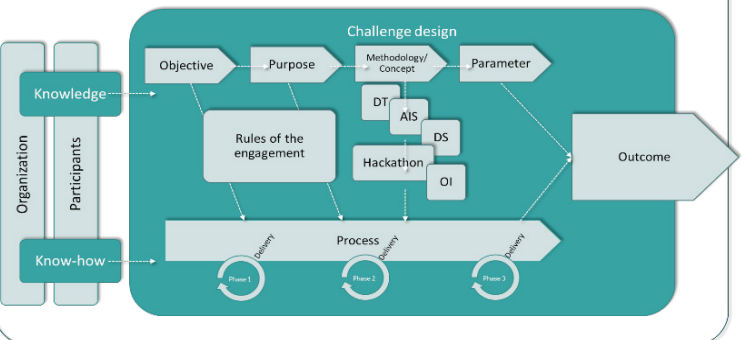 Challenge design
Organization
Participants
Knowledge
Know-how
Objective
Purpose
Methodology/
Concept
Parameter
DT
AIS
DS
Hackathon
OI
Rules of the
engagement
Outcome
Process
Delivery
Delivery
Delivery
Phase 1
Phase 2
Phase 3